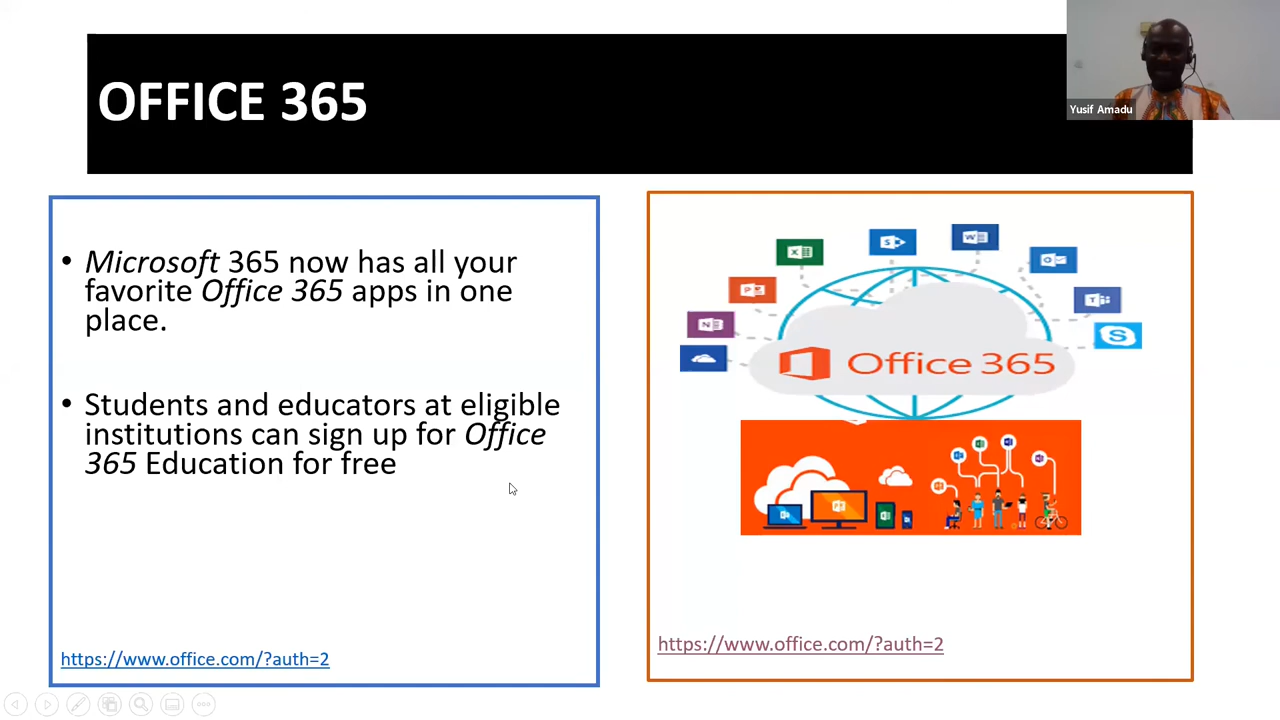 OFFICE 365
Yusif Amadu
• Microsoft 365 now has all your
favorite Office 365 apps in one
place.
• Students and educators at eligible
institutions can sign up for Office
365 Education for free
https://www.office.com/?auth=2
Office 365
https://www.office.com/?auth=2